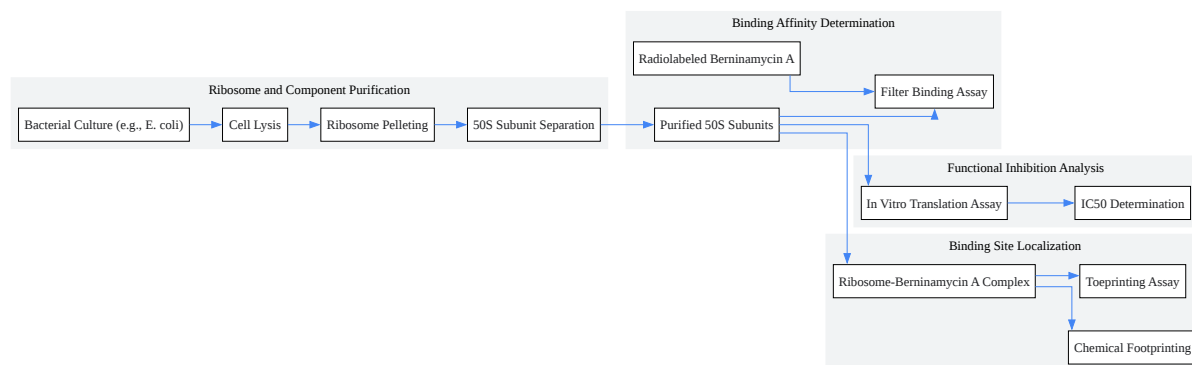 Binding Affinity Determination
Radiolabeled Berninamycin A
Filter Binding Assay
Ribosome and Component Purification
Bacterial Culture (e.g., E. coli)
Cell Lysis
Ribosome Pelleting
50S Subunit Separation
Purified 50S Subunits
Functional Inhibition Analysis
In Vitro Translation Assay
IC50 Determination
Binding Site Localization
Ribosome-Berninamycin A Complex
Toeprinting Assay
Chemical Footprinting